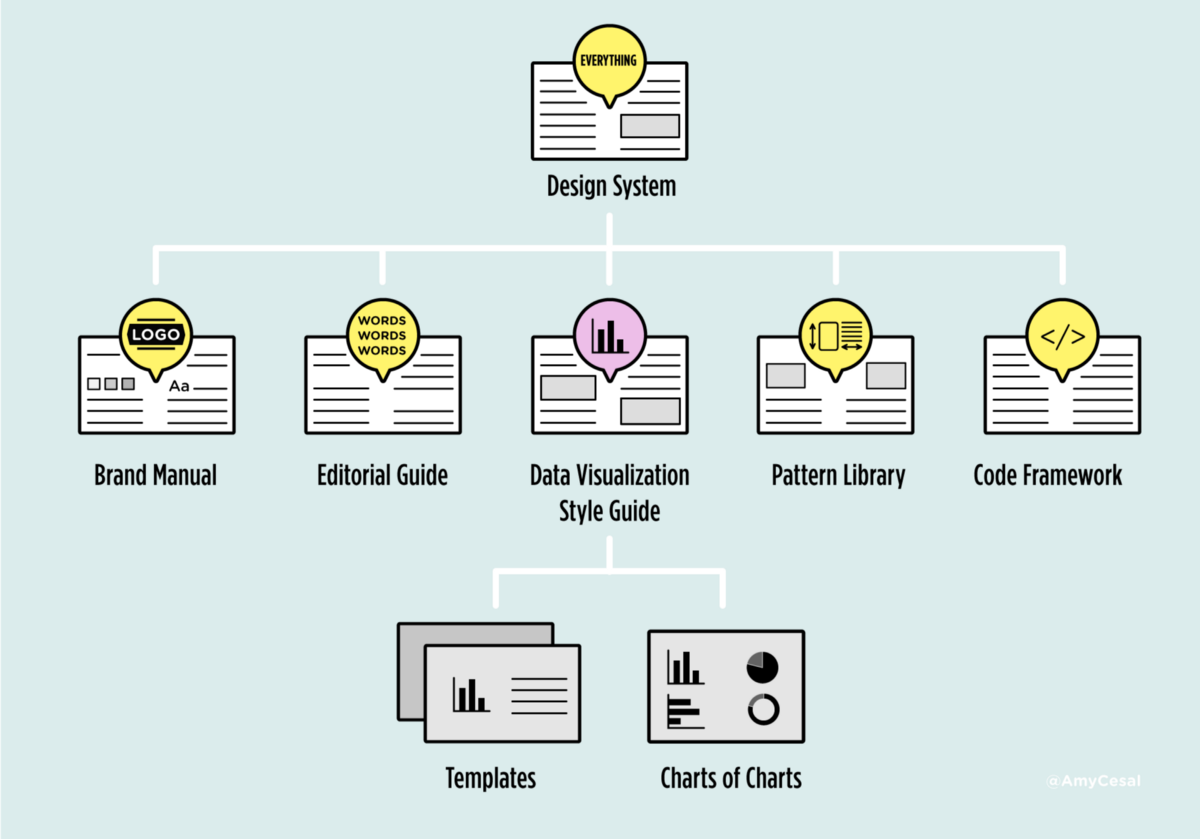 EVERYTHING
Design System
LOGO
Aa
WORDS
WORDS
WORDS
</>
Brand Manual
Editorial Guide
Data Visualization
Style Guide
Pattern Library
Code Framework
Templates
Charts of Charts
@AmyCesal